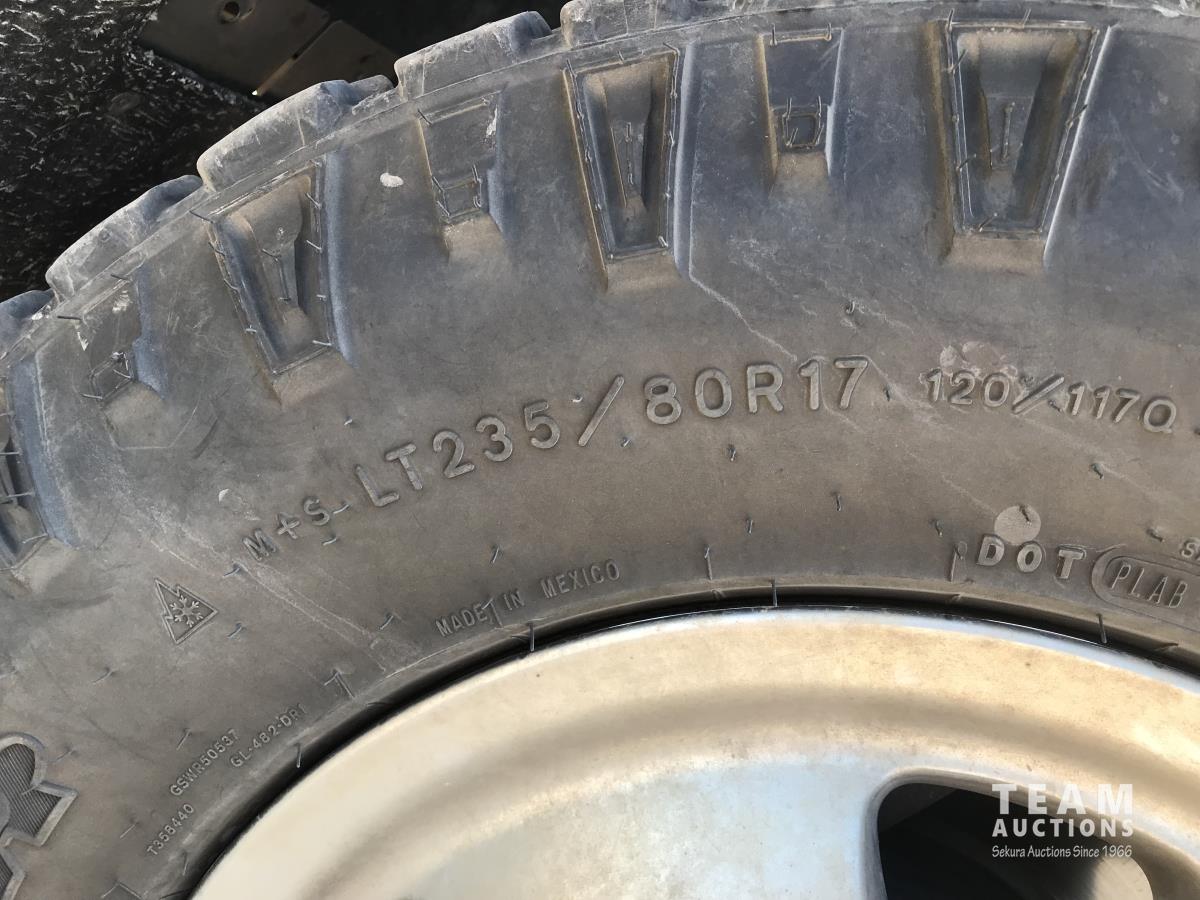 M+S LT235/80R17 120/117Q
DOT PLAB
MADE IN MEXICO
GSWR50537
GL-482-DR1
T358440
TEAM
AUCTIONS
Sekura Auctions Since 1966